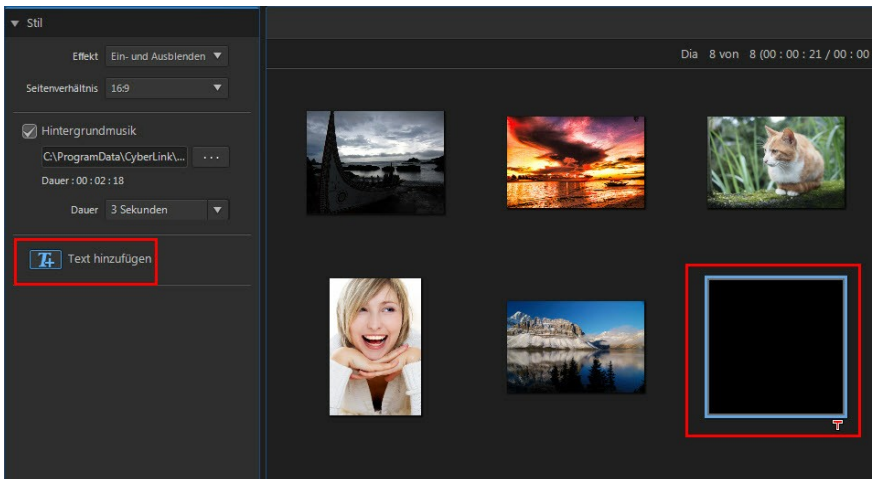 Stil
Effekt Ein- und Ausblenden
Seitenverhältnis 16:9
Hintergrundmusik
C:\ProgramData\CyberLink\... ...
Dauer : 00 : 02 : 18
Dauer 3 Sekunden
T+ Text hinzufügen
Dia 8 von 8 (00 : 00 : 21 / 00 : 00
T